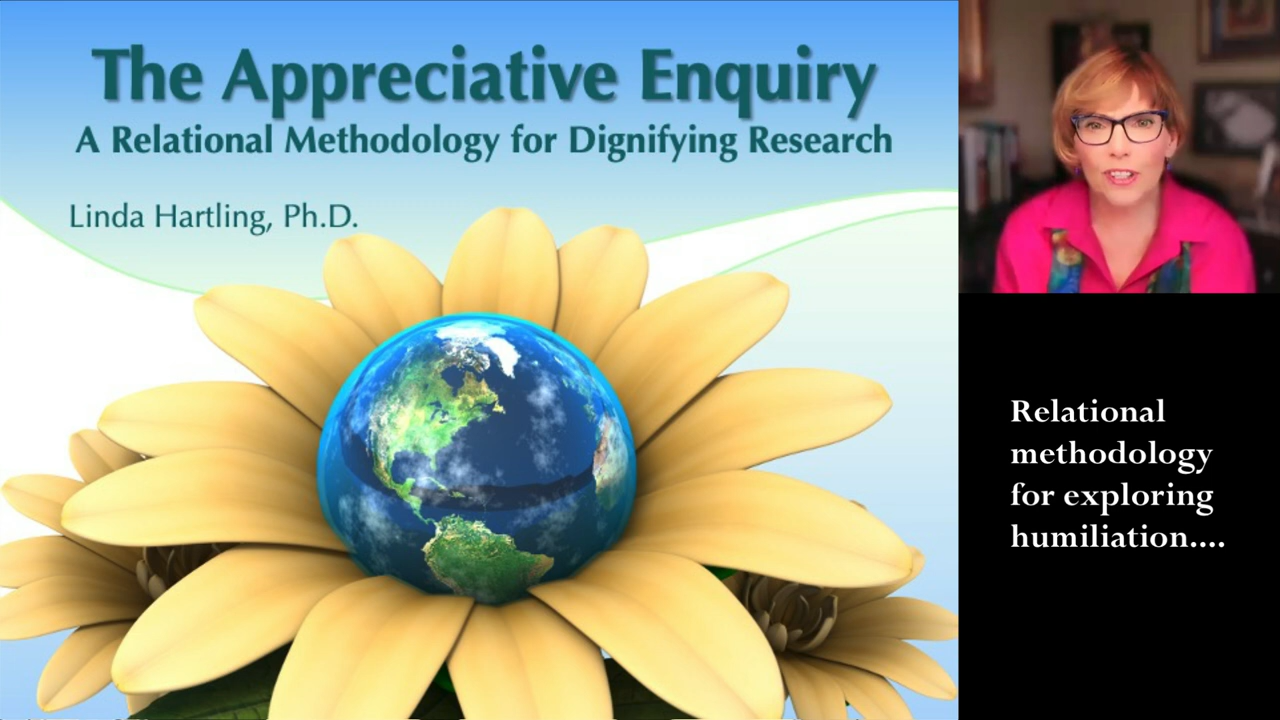 The Appreciative Enquiry
A Relational Methodology for Dignifying Research
Linda Hartling, Ph.D.
Relational
methodology
for exploring
humiliation....